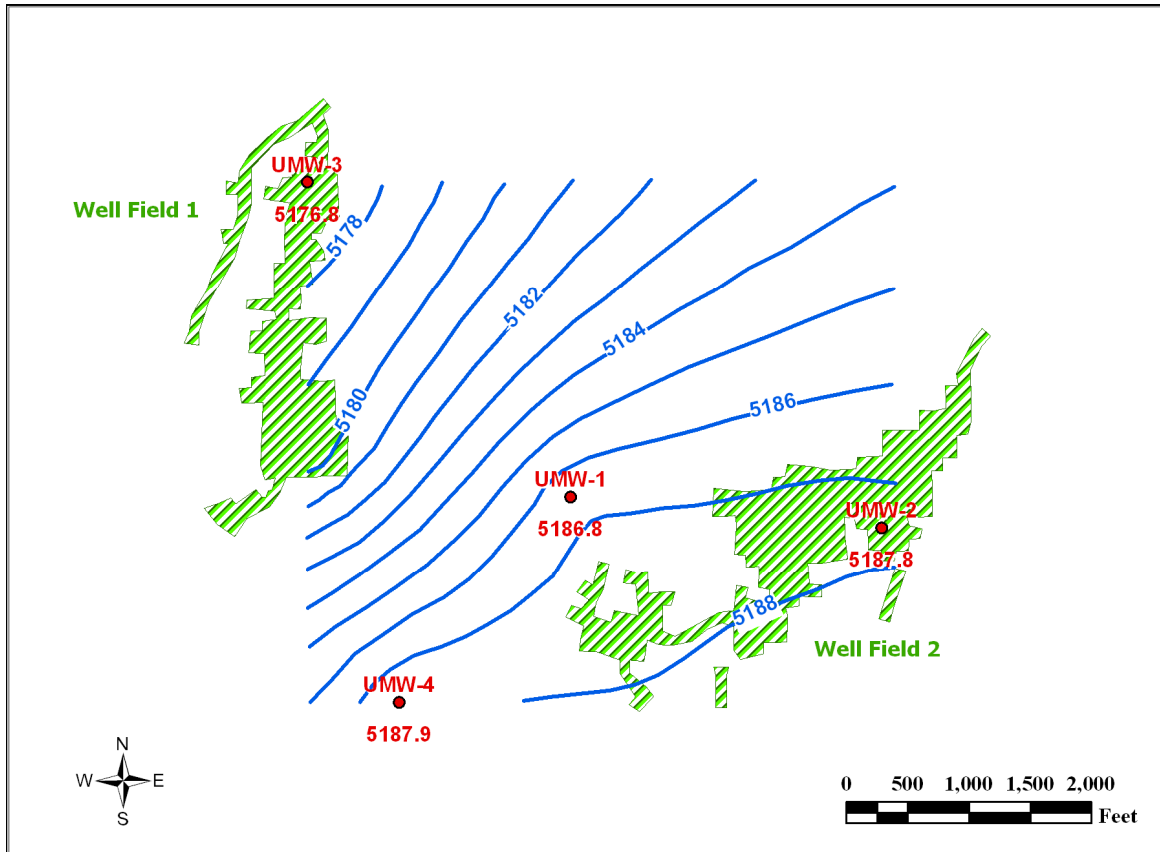 UMW-3
Well Field 1
5176.8
5178
5182
5184
5180
5186
UMW-1
5186.8
UMW-2
5187.8
5188
Well Field 2
UMW-4
5187.9
N
W E
S
0 500 1,000 1,500 2,000
Feet